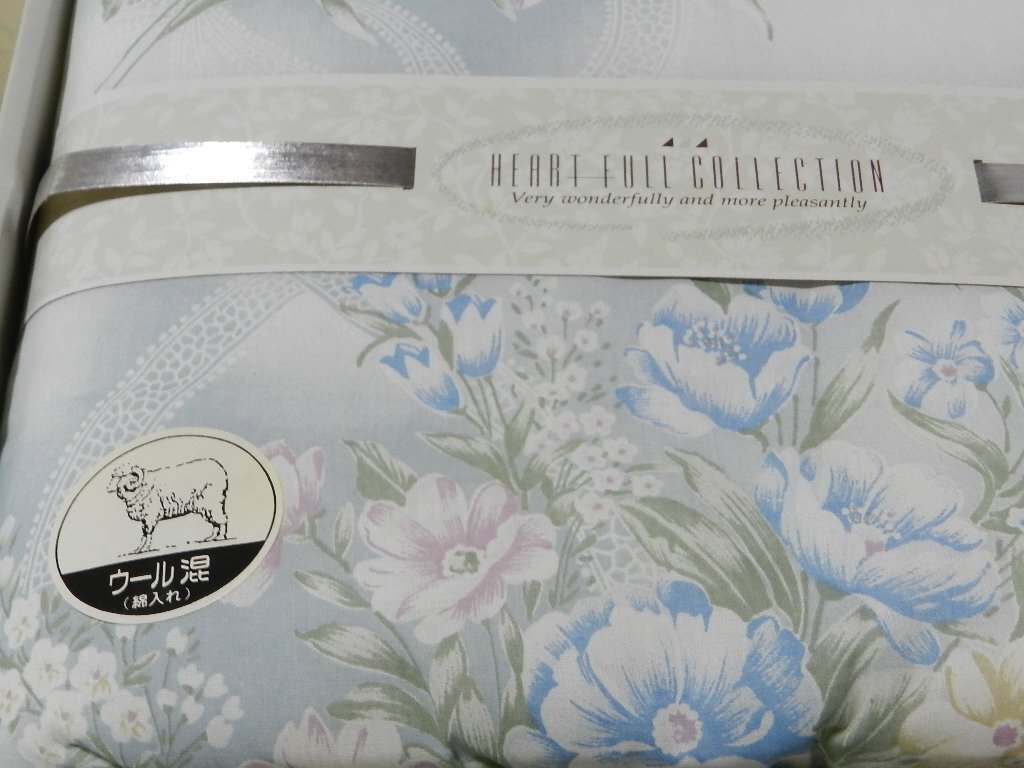 HEART FULL COLLECTION
Very wonderfully and more pleasantly
ウール混
(綿入れ)